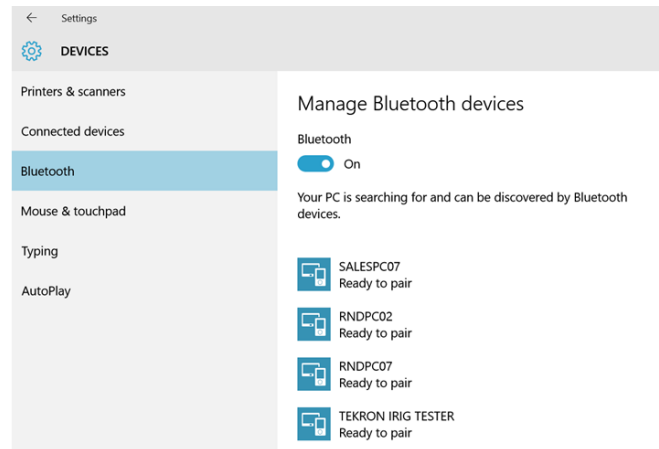 Settings
DEVICES
Printers & scanners
Connected devices
Bluetooth
Mouse & touchpad
Typing
AutoPlay
Manage Bluetooth devices
Bluetooth
On
Your PC is searching for and can be discovered by Bluetooth
devices.
SALESPC07
Ready to pair
RNDPC02
Ready to pair
RNDPC07
Ready to pair
TEKRON IRIG TESTER
Ready to pair